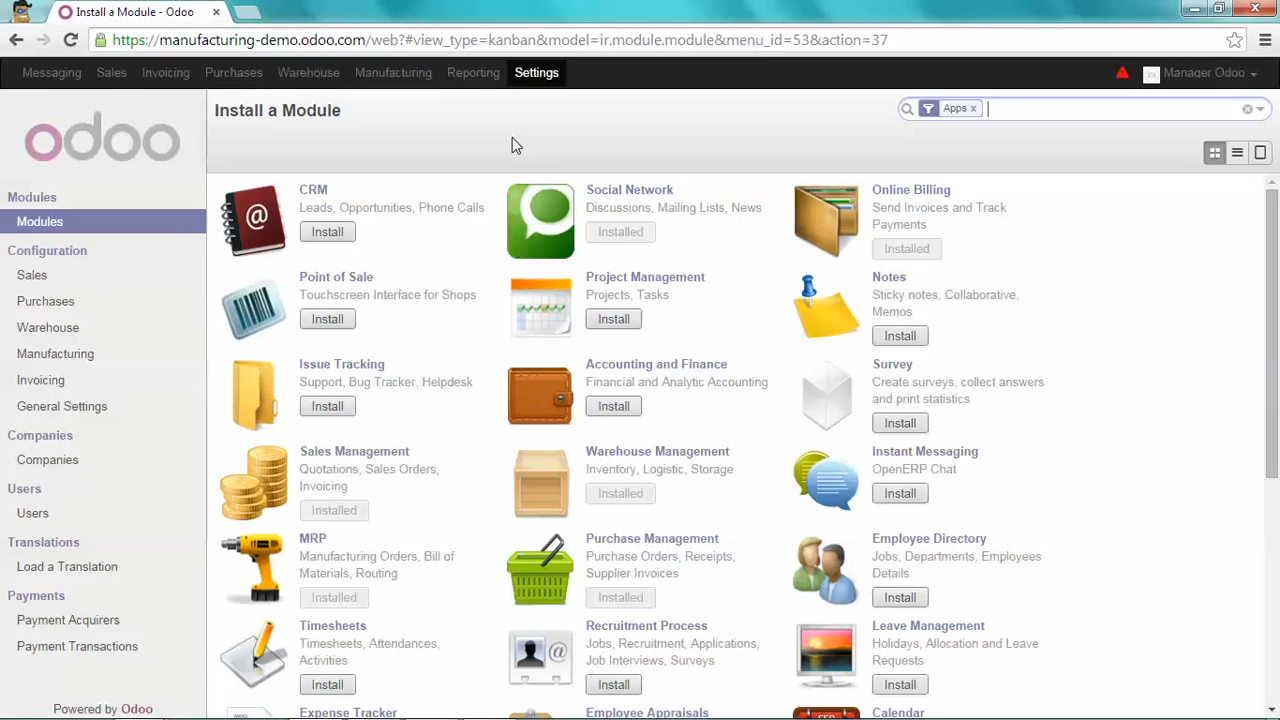 Install a Module - Odoo
https://manufacturing-demo.odoo.com/web?#view_type=kanban&model=ir.module.module&menu_id=53&action=37
Messaging Sales Invoicing Purchases Warehouse Manufacturing Reporting Settings Manager Odoo
odoo
Modules
Modules
Configuration
Sales
Purchases
Warehouse
Manufacturing
Invoicing
General Settings
Companies
Companies
Users
Users
Translations
Load a Translation
Payments
Payment Acquirers
Payment Transactions
Powered by Odoo
Install a Module
Apps x
CRM
Leads, Opportunities, Phone Calls
Install
Social Network
Discussions, Mailing Lists, News
Installed
Online Billing
Send Invoices and Track
Payments
Installed
Point of Sale
Touchscreen Interface for Shops
Install
Project Management
Projects, Tasks
Install
Notes
Sticky notes, Collaborative,
Memos
Install
Issue Tracking
Support, Bug Tracker, Helpdesk
Install
Accounting and Finance
Financial and Analytic Accounting
Install
Survey
Create surveys, collect answers
and print statistics
Install
Sales Management
Quotations, Sales Orders,
Invoicing
Installed
Warehouse Management
Inventory, Logistic, Storage
Installed
Instant Messaging
OpenERP Chat
Install
MRP
Manufacturing Orders, Bill of
Materials, Routing
Installed
Purchase Management
Purchase Orders, Receipts,
Supplier Invoices
Installed
Employee Directory
Jobs, Departments, Employees
Details
Install
Timesheets
Timesheets, Attendances,
Activities
Install
Recruitment Process
Jobs, Recruitment, Applications,
Job Interviews, Surveys
Install
Leave Management
Holidays, Allocation and Leave
Requests
Install
Expense Tracker
Employee Appraisals
Calendar